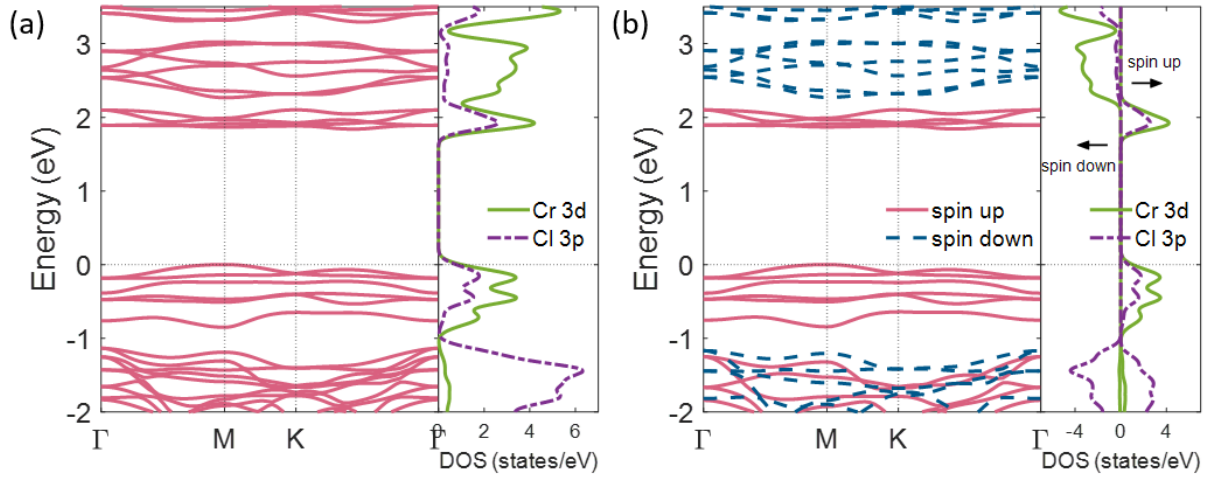 (a)
Energy (eV)
3
2
1
0
-1
-2
Γ
M
K
Γ
Cr 3d
Cl 3p
0
2
4
6
DOS (states/eV)
(b)
Energy (eV)
3
2
1
0
-1
-2
Γ
M
K
Γ
spin up
spin down
spin up
spin down
Cr 3d
Cl 3p
-4
0
4
DOS (states/eV)